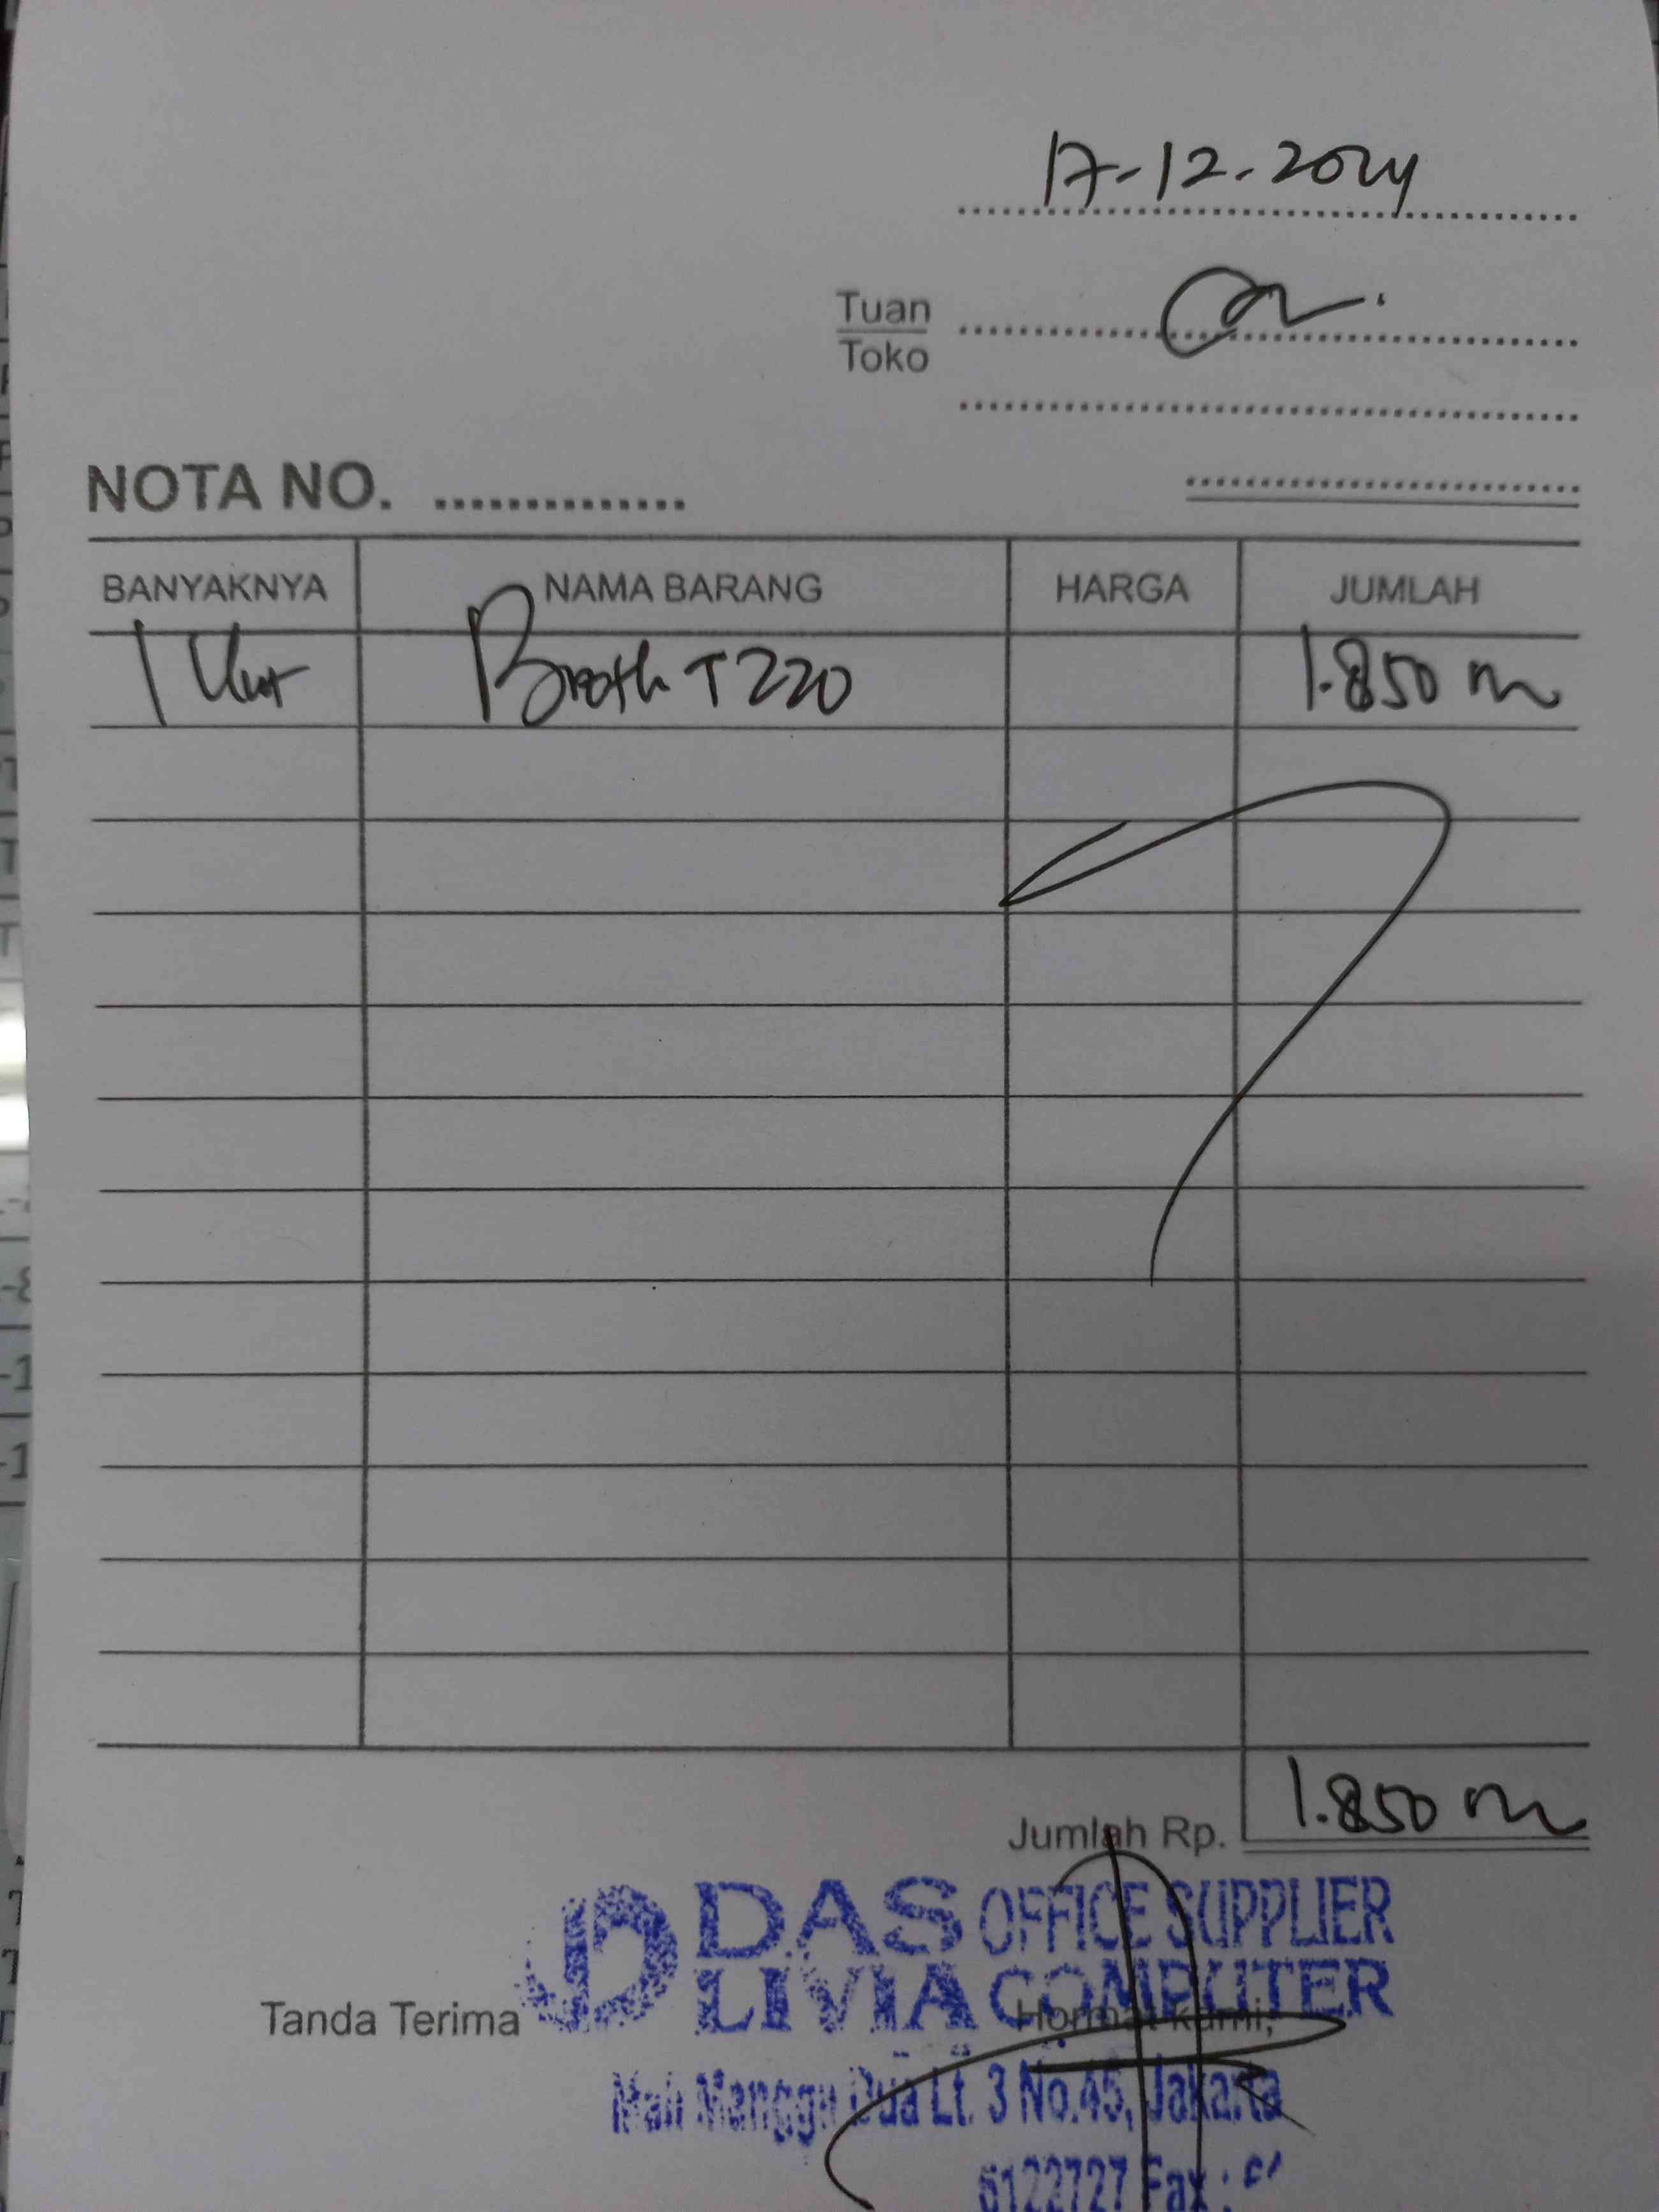 17-12-2024
Tuan
Toko
NOTA NO.
BANYAKNYA NAMA BARANG HARGA JUMLAH
1 Unit Broth T220 1.850 m
Jumlah Rp. 1.850 m
DAS OFFICE SUPPLIER
LIVIA COMPUTER
Tanda Terima Hormat kami,
Mall Mangga Dua Lt. 3 No.45, Jakarta
6122727 Fax :